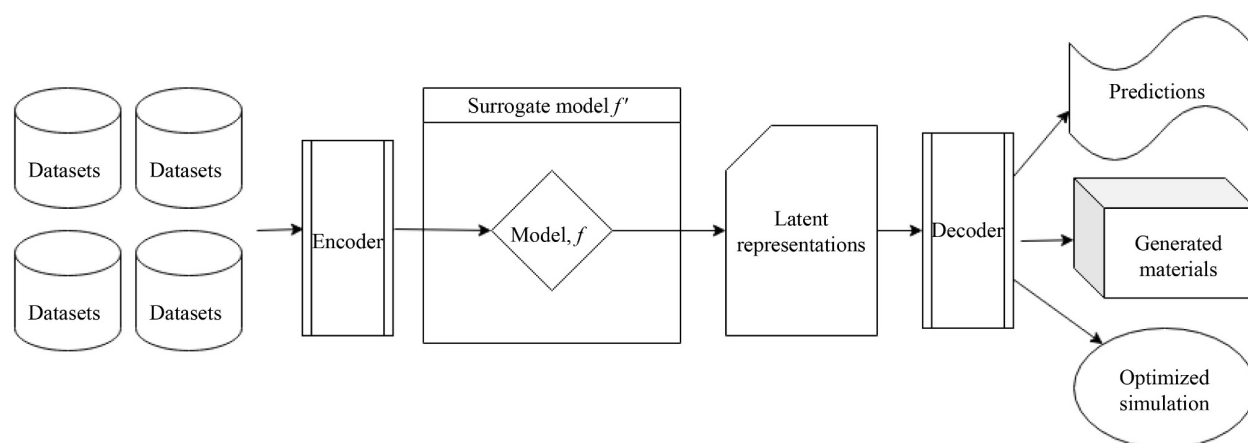 Datasets
Datasets
Datasets
Datasets
Encoder
Surrogate model f′
Model, f
Latent
representations
Decoder
Predictions
Generated
materials
Optimized
simulation